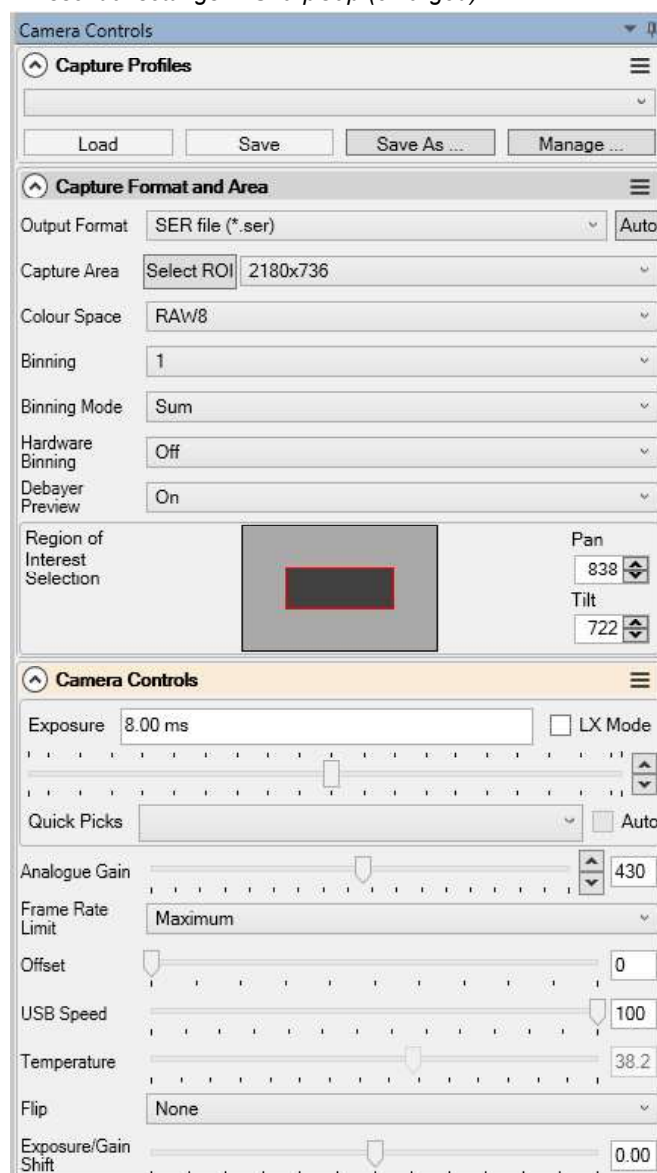 Camera Controls
Capture Profiles
Load Save Save As ... Manage ...
Capture Format and Area
Output Format SER file (*.ser) Auto
Capture Area Select ROI 2180x736
Colour Space RAW8
Binning 1
Binning Mode Sum
Hardware
Binning Off
Debayer
Preview On
Region of
Interest
Selection
Pan
838
Tilt
722
Camera Controls
Exposure 8.00 ms LX Mode
Quick Picks Auto
Analogue Gain 430
Frame Rate
Limit Maximum
Offset 0
USB Speed 100
Temperature 38.2
Flip None
Exposure/Gain
Shift 0.00